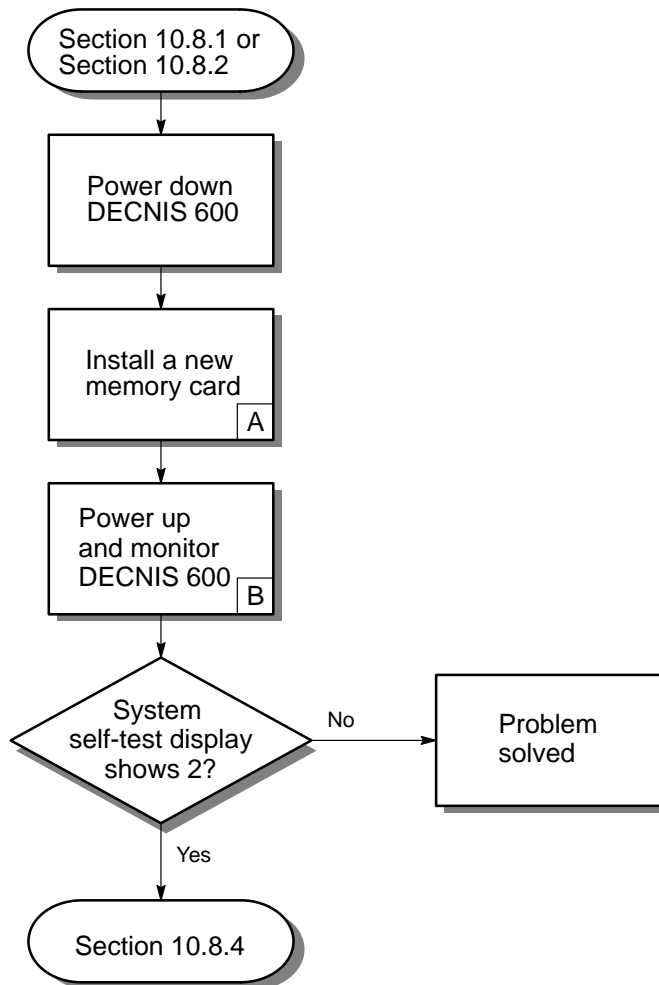 Section 10.8.1 or
Section 10.8.2
Power down
DECNIS 600
Install a new
memory card
A
Power up
and monitor
DECNIS 600
B
System
self-test display
shows 2?
No
Problem
solved
Yes
Section 10.8.4